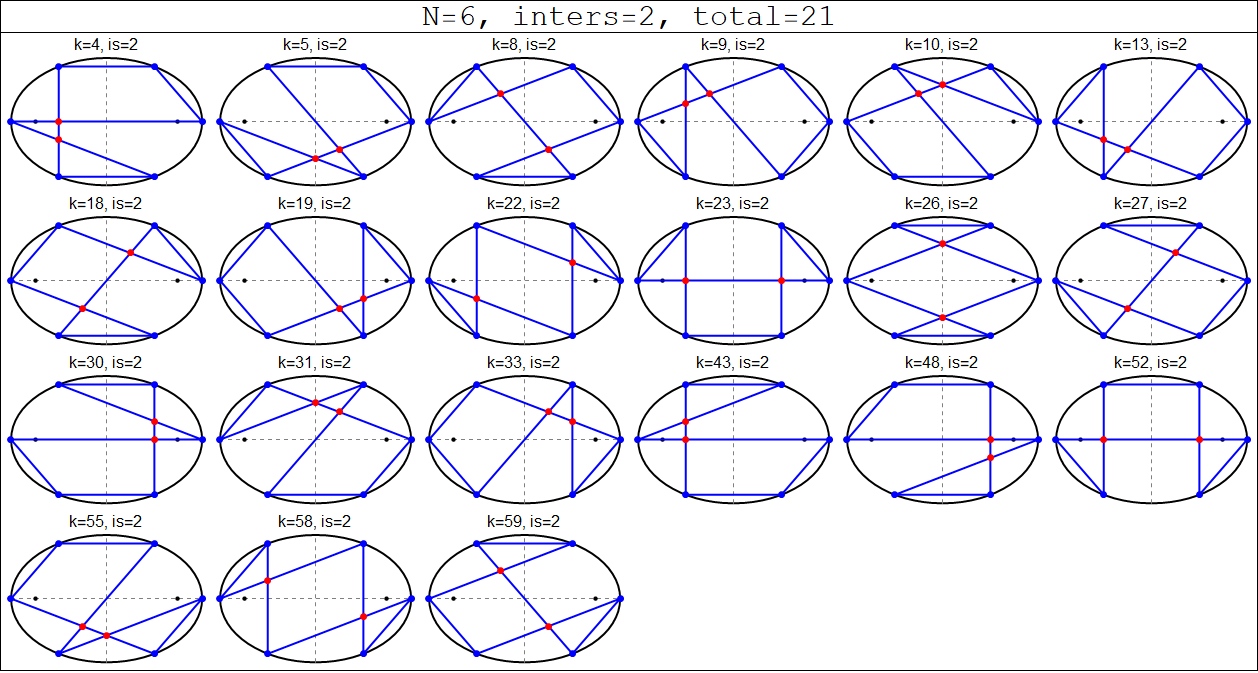 N=6, inters=2, total=21
k=4, is=2 k=5, is=2 k=8, is=2 k=9, is=2 k=10, is=2 k=13, is=2
k=18, is=2 k=19, is=2 k=22, is=2 k=23, is=2 k=26, is=2 k=27, is=2
k=30, is=2 k=31, is=2 k=33, is=2 k=43, is=2 k=48, is=2 k=52, is=2
k=55, is=2 k=58, is=2 k=59, is=2